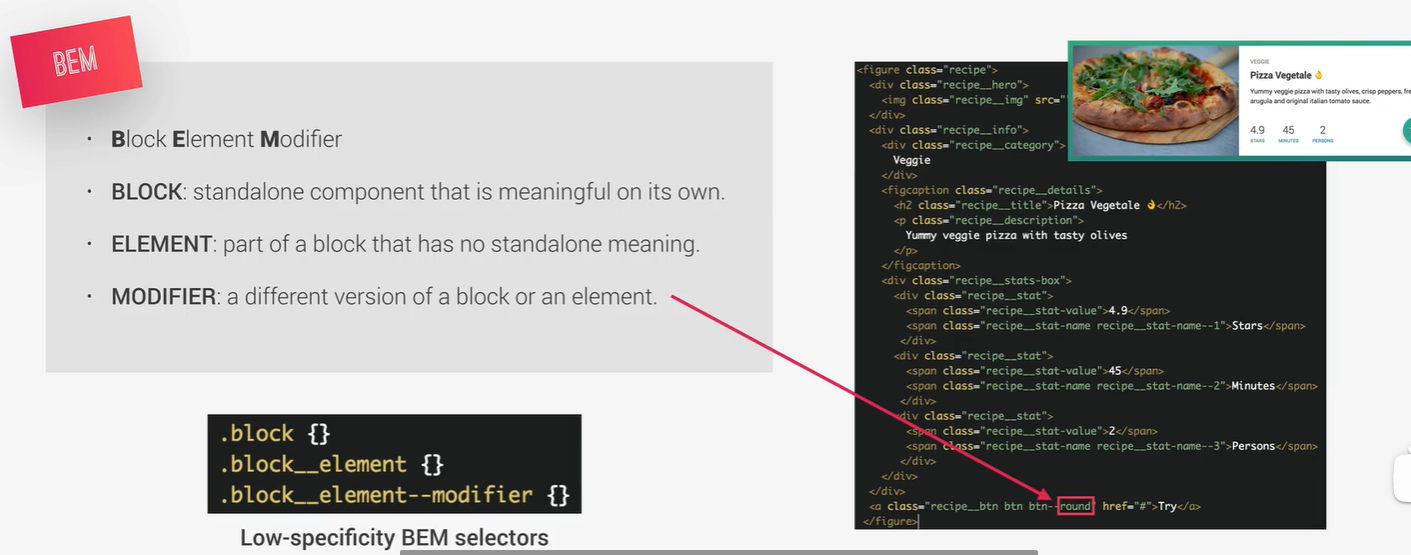 BEM
• Block Element Modifier
• BLOCK: standalone component that is meaningful on its own.
• ELEMENT: part of a block that has no standalone meaning.
• MODIFIER: a different version of a block or an element.
.block {}
.block__element {}
.block__element--modifier {}
Low-specificity BEM selectors
<figure class="recipe">
<div class="recipe__hero">
<img class="recipe__img" src="
</div>
<div class="recipe__info">
<div class="recipe__category">
Veggie
</div>
<figcaption class="recipe__details">
<h2 class="recipe__title">Pizza Vegetale 👌</h2>
<p class="recipe__description">
Yummy veggie pizza with tasty olives
</p>
</figcaption>
<div class="recipe__stats-box">
<div class="recipe__stat">
<span class="recipe__stat-value">4.9</span>
<span class="recipe__stat-name recipe__stat-name--1">Stars</span>
</div>
<div class="recipe__stat">
<span class="recipe__stat-value">45</span>
<span class="recipe__stat-name recipe__stat-name--2">Minutes</span>
</div>
<div class="recipe__stat">
<span class="recipe__stat-value">2</span>
<span class="recipe__stat-name recipe__stat-name--3">Persons</span>
</div>
</div>
</div>
<a class="recipe__btn btn btn--round" href="#">Try</a>
</figure>
VEGGIE
Pizza Vegetale 👌
Yummy veggie pizza with tasty olives, crisp peppers, fre
arugula and original italian tomato sauce.
4.9 45 2
STARS MINUTES PERSONS